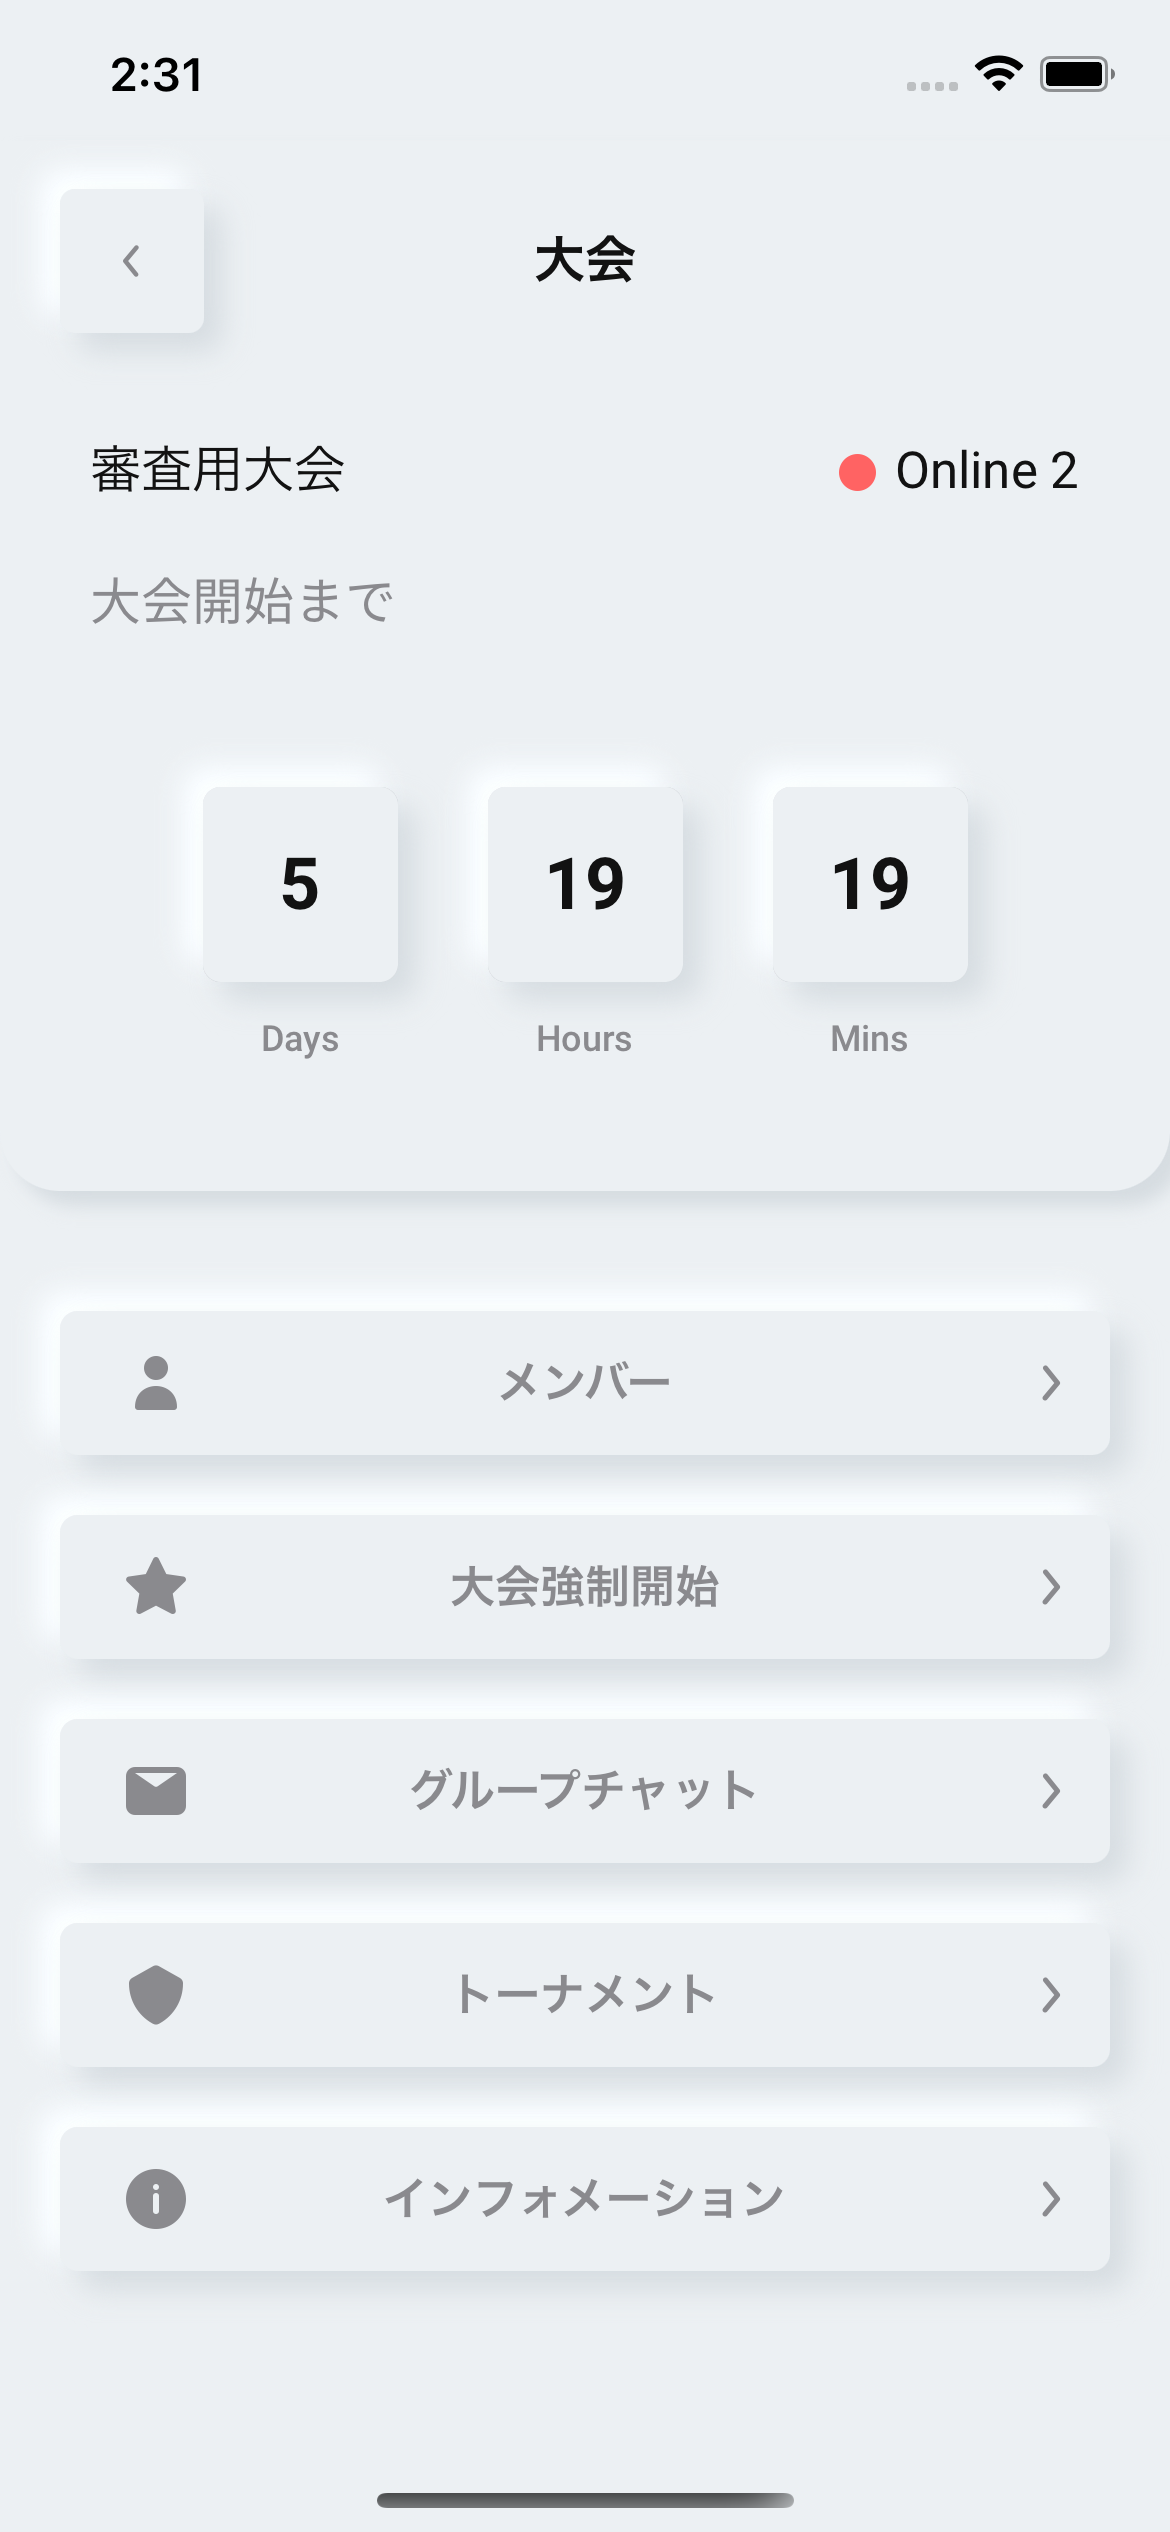 2:31
大会
審査用大会
Online 2
大会開始まで
5 19 19
Days Hours Mins
メンバー
大会強制開始
グループチャット
トーナメント
インフォメーション